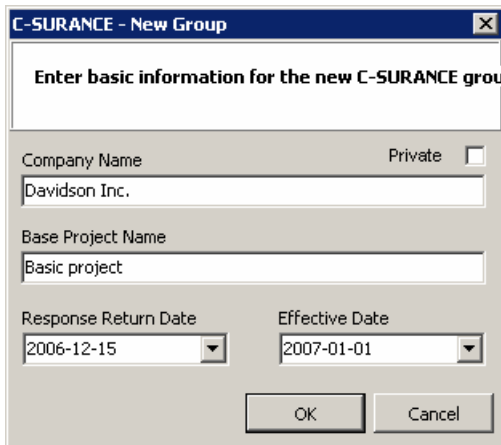 C-SURANCE - New Group
Enter basic information for the new C-SURANCE grou
Company Name
Private
Davidson Inc.
Base Project Name
Basic project
Response Return Date
Effective Date
2006-12-15
2007-01-01
OK
Cancel